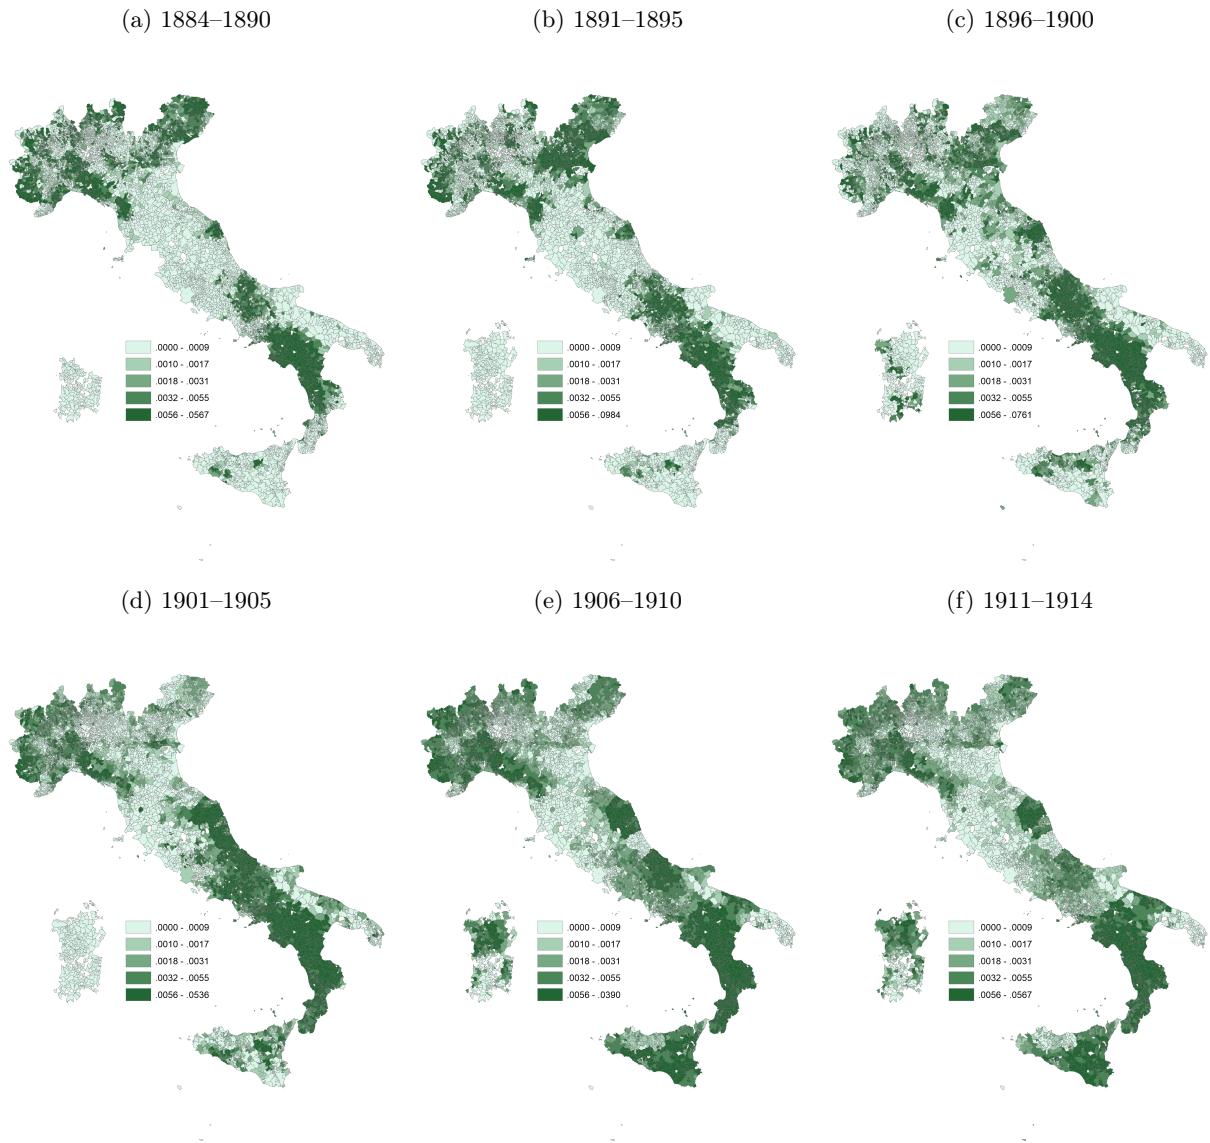 (a) 1884–1890
(b) 1891–1895
(c) 1896–1900
.0000 - .0009
.0010 - .0017
.0018 - .0031
.0032 - .0055
.0056 - .0567
.0000 - .0009
.0010 - .0017
.0018 - .0031
.0032 - .0055
.0056 - .0984
.0000 - .0009
.0010 - .0017
.0018 - .0031
.0032 - .0055
.0056 - .0761
(d) 1901–1905
(e) 1906–1910
(f) 1911–1914
.0000 - .0009
.0010 - .0017
.0018 - .0031
.0032 - .0055
.0056 - .0536
.0000 - .0009
.0010 - .0017
.0018 - .0031
.0032 - .0055
.0056 - .0390
.0000 - .0009
.0010 - .0017
.0018 - .0031
.0032 - .0055
.0056 - .0567